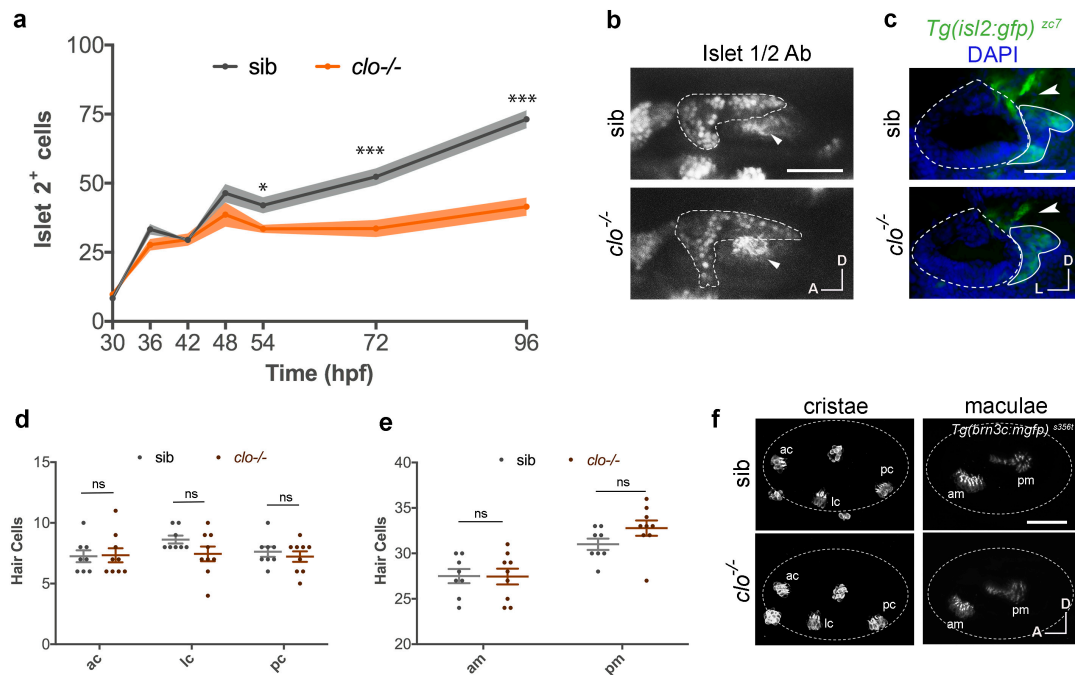 a
sib
clo-/-
Islet 2+ cells
100
75
50
25
0
***
***
*
30 36 42 48 54 72 96
Time (hpf)
b
Islet 1/2 Ab
sib
clo-/-
D
A
c
Tg(isl2:gfp) zc7
DAPI
sib
clo-/-
D
L
d
sib
clo-/-
Hair Cells
15
10
5
0
ns
ns
ns
ac
lc
pc
e
sib
clo-/-
Hair Cells
40
35
30
25
20
ns
ns
am
pm
f
cristae
maculae
Tg(brn3c:mgfp) s356t
sib
ac
pc
lc
am
pm
clo-/-
ac
pc
lc
am
pm
D
A